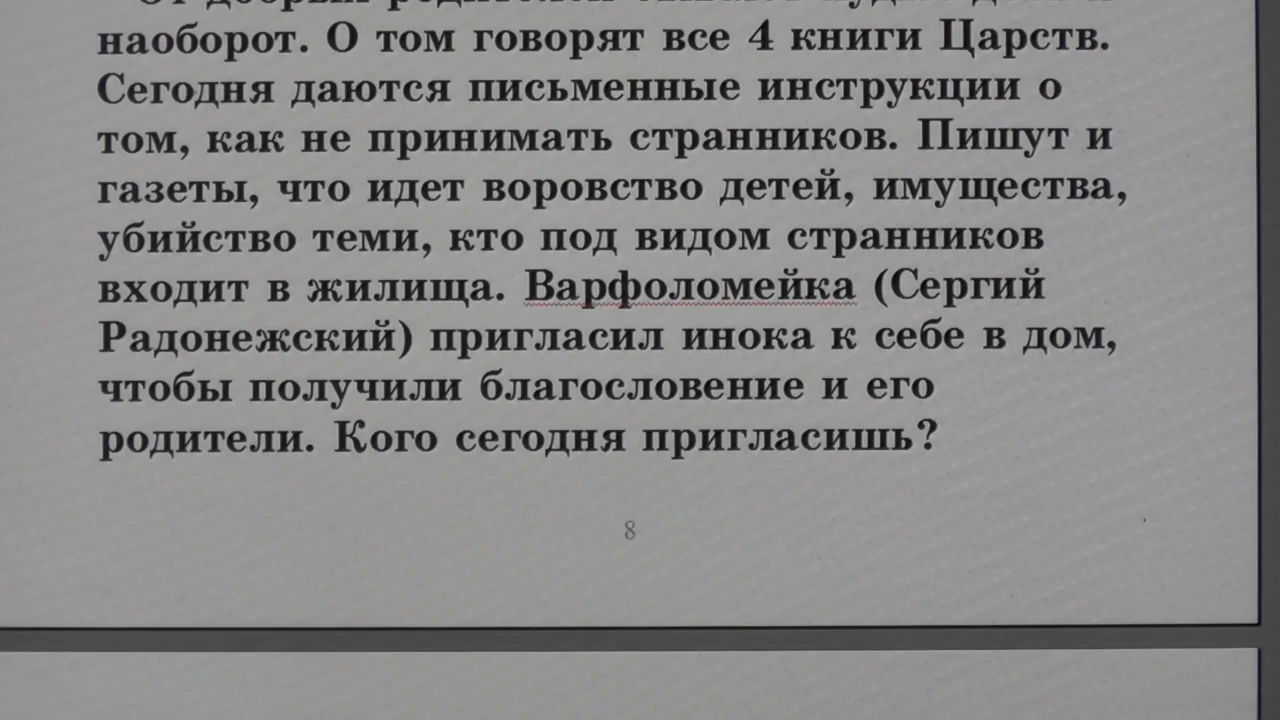 наоборот. О том говорят все 4 книги Царств.
Сегодня даются письменные инструкции о
том, как не принимать странников. Пишут и
газеты, что идет воровство детей, имущества,
убийство теми, кто под видом странников
входит в жилища. Варфоломейка (Сергий
Радонежский) пригласил инока к себе в дом,
чтобы получили благословение и его
родители. Кого сегодня пригласишь?
8